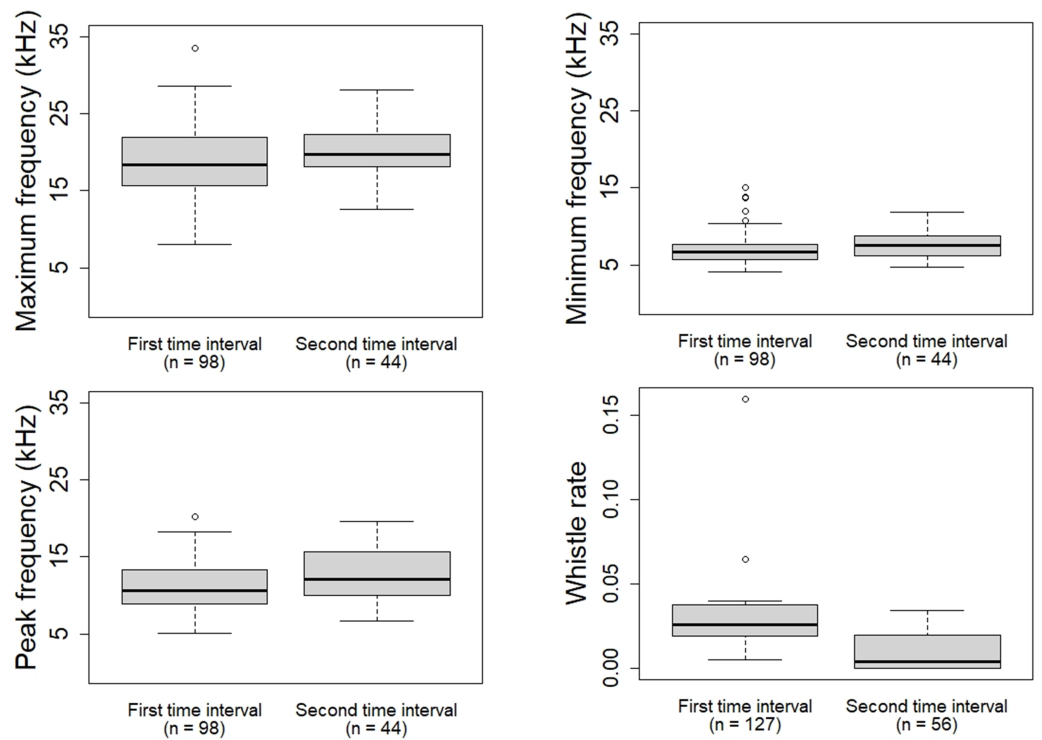 Maximum frequency (kHz)
35
25
15
5
First time interval
(n = 98)
Second time interval
(n = 44)
Minimum frequency (kHz)
35
25
15
5
First time interval
(n = 98)
Second time interval
(n = 44)
Peak frequency (kHz)
35
25
15
5
First time interval
(n = 98)
Second time interval
(n = 44)
Whistle rate
0.15
0.10
0.05
0.00
First time interval
(n = 127)
Second time interval
(n = 56)